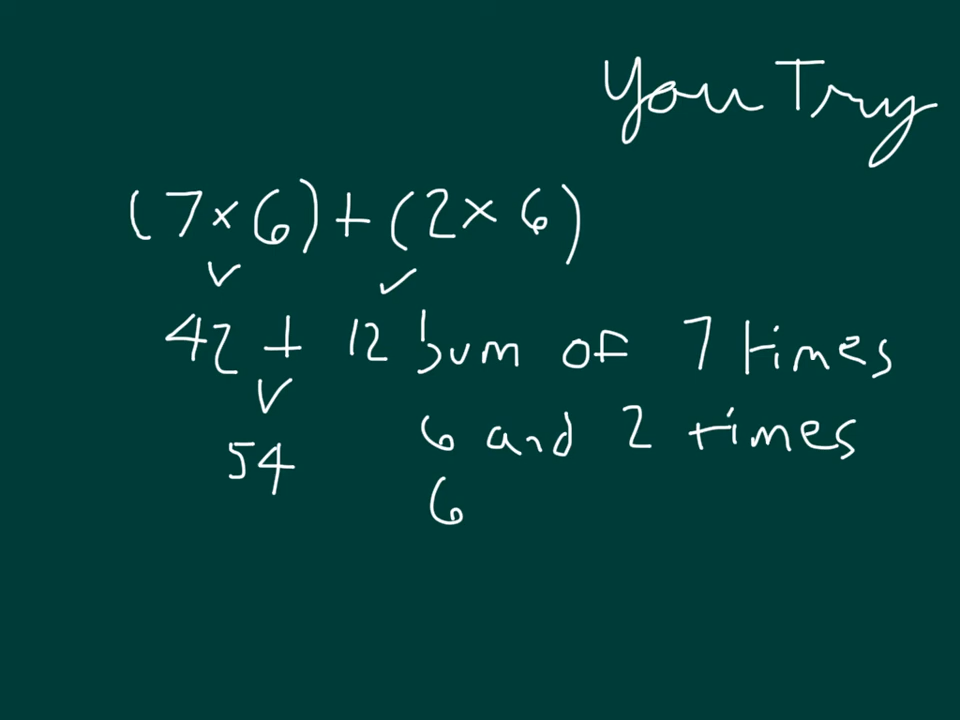 You Try
(7 × 6) + (2 × 6)
42 + 12 sum of 7 times
54 6 and 2 times
6